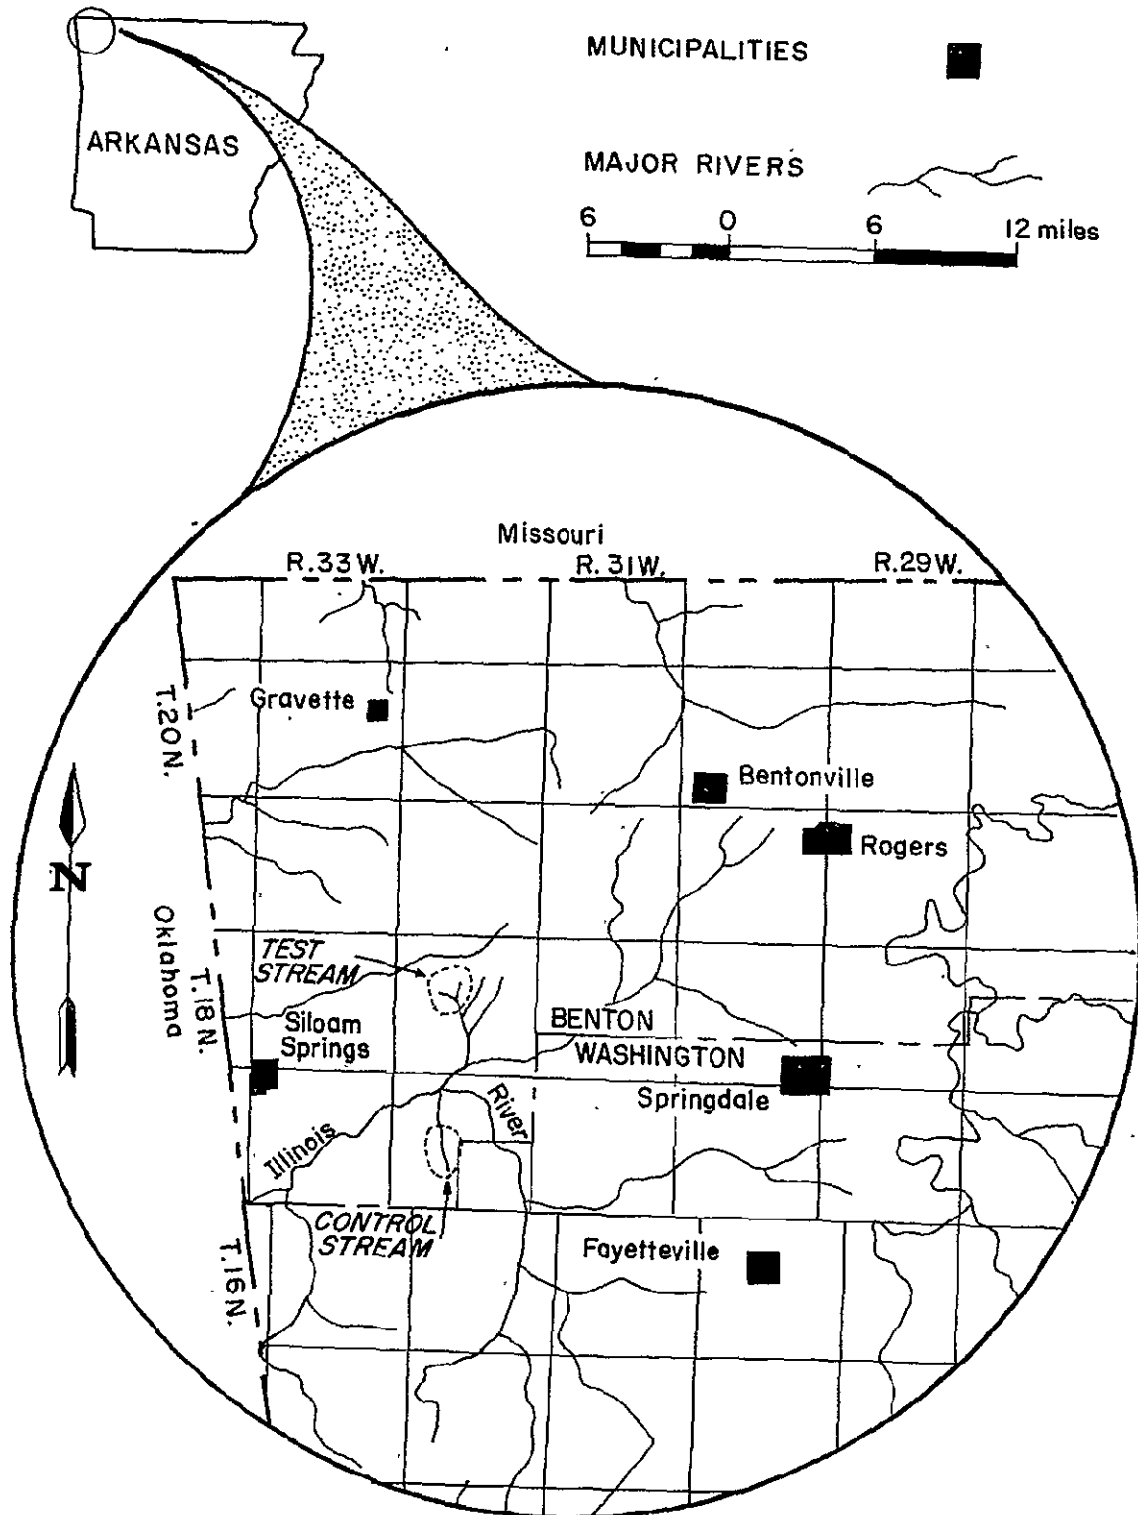 MUNICIPALITIES
ARKANSAS
MAJOR RIVERS
6 0 6 12 miles
Missouri
R.33W. R.31W. R.29W.
T.20N.
Gravette
Bentonville
Rogers
N
Oklahoma
T.18N.
TEST
STREAM
Siloam
Springs
BENTON
WASHINGTON
Springdale
Illinois
River
CONTROL
STREAM
T.16N.
Fayetteville